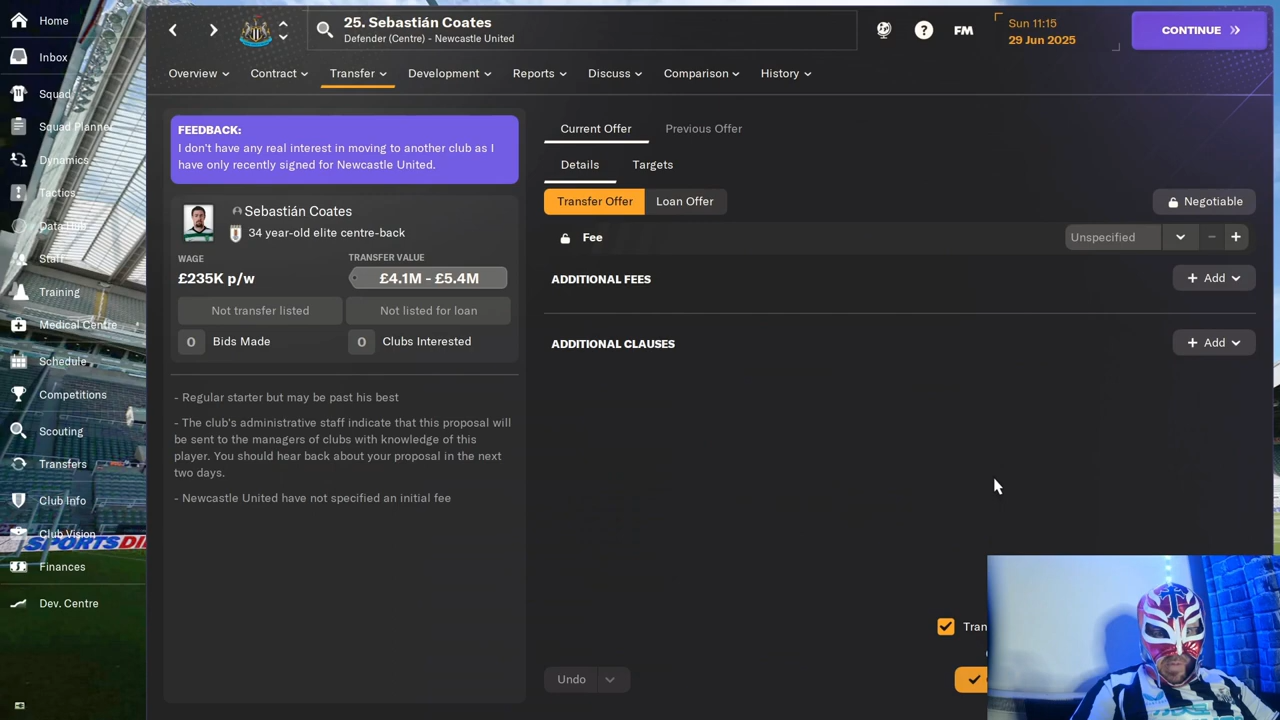 Home
Inbox
Squad
Squad Planner
Dynamics
Tactics
Data Hub
Staff
Training
Medical Centre
Schedule
Competitions
Scouting
Transfers
Club Info
Club Vision
SPORTSDI
Finances
Dev. Centre
25. Sebastián Coates
Defender (Centre) - Newcastle United
?
FM
Sun 11:15
29 Jun 2025
CONTINUE
Overview
Contract
Transfer
Development
Reports
Discuss
Comparison
History
FEEDBACK:
I don't have any real interest in moving to another club as I
have only recently signed for Newcastle United.
Sebastián Coates
34 year-old elite centre-back
WAGE
TRANSFER VALUE
£235K p/w
£4.1M - £5.4M
Not transfer listed
Not listed for loan
0 Bids Made
0 Clubs Interested
- Regular starter but may be past his best
- The club's administrative staff indicate that this proposal will
be sent to the managers of clubs with knowledge of this
player. You should hear back about your proposal in the next
two days.
- Newcastle United have not specified an initial fee
Current Offer
Previous Offer
Details
Targets
Transfer Offer
Loan Offer
Negotiable
Fee
Unspecified
ADDITIONAL FEES
Add
ADDITIONAL CLAUSES
Add
Tran
Undo